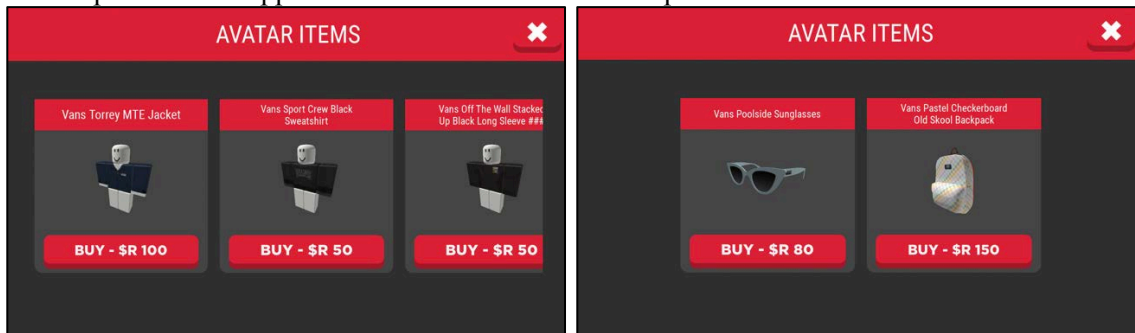 AVATAR ITEMS
Vans Torrey MTE Jacket
Vans Sport Crew Black
Sweatshirt
Vans Off The Wall Stacked
Up Black Long Sleeve ###
BUY - $R 100
BUY - $R 50
BUY - $R 50
AVATAR ITEMS
Vans Poolside Sunglasses
Vans Pastel Checkerboard
Old Skool Backpack
BUY - $R 80
BUY - $R 150